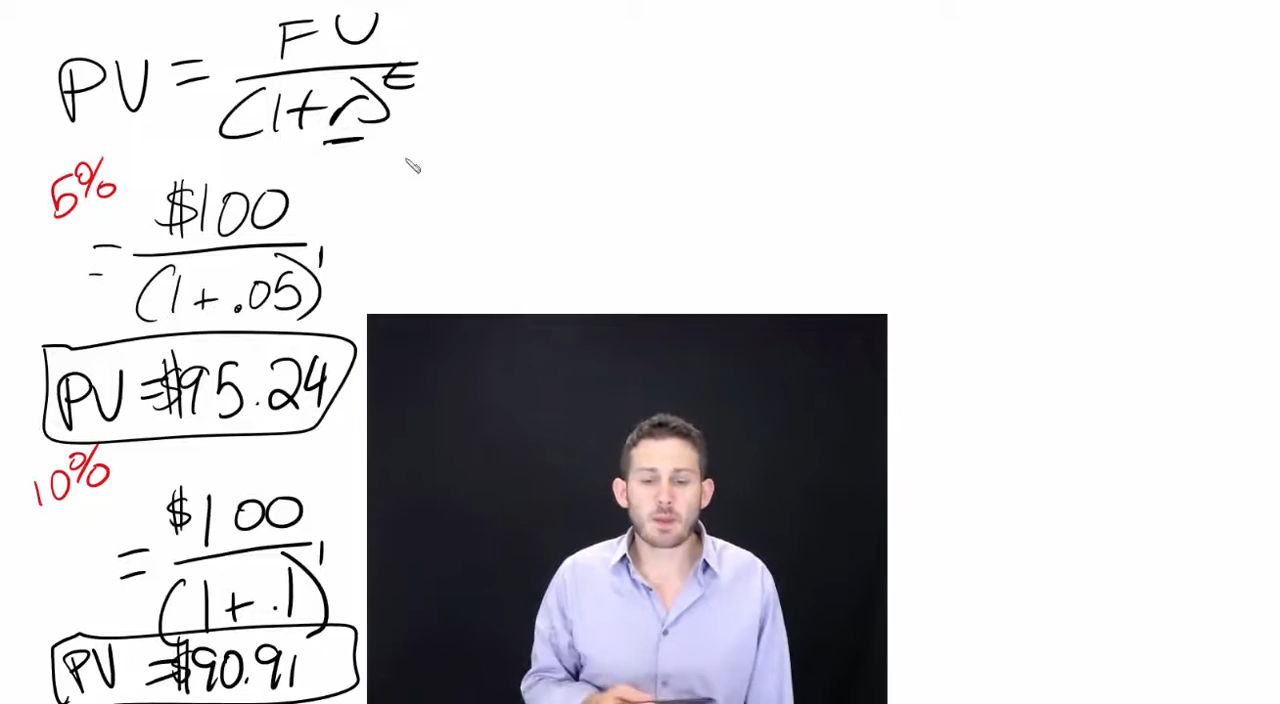 PV = FV
(1+r)^t
5%
= $100
(1 + .05)^1
PV = $95.24
10%
= $100
(1 + .1)^1
PV = $90.91